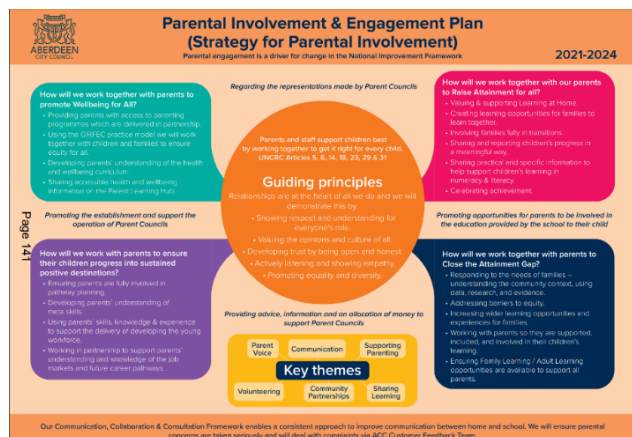 ABERDEEN
CITY COUNCIL
Parental Involvement & Engagement Plan
(Strategy for Parental Involvement)
Parental engagement is a driver for change in the National Improvement Framework
2021-2024
How will we work together with parents to
promote Wellbeing for All?
• Providing parents with access to parenting
programmes which are delivered in partnership.
• Using the GIRFEC practice model we will work
together with children and families to ensure
equity for all.
• Developing parents' understanding of the health
and wellbeing curriculum.
• Sharing accessible health and wellbeing
information on the Parent Learning Hub.
Regarding the representations made by Parent Councils
How will we work together with our parents
to Raise Attainment for all?
• Valuing & supporting Learning at Home.
• Creating learning opportunities for families to
learn together.
• Involving families fully in transitions.
• Sharing and reporting children's progress in
a meaningful way.
• Sharing practical and specific information to
help support children's learning in
numeracy & literacy.
• Celebrating achievement.
Parents and staff support children best
by working together to get it right for every child.
UNCRC Articles 5, 6, 14, 18, 23, 29 & 31
Guiding principles
Relationships are at the heart of all we do and we will
demonstrate this by:
• Showing respect and understanding for
everyone's role.
• Valuing the opinions and culture of all.
• Developing trust by being open and honest.
• Actively listening and showing empathy.
• Promoting equality and diversity.
Promoting the establishment and support the
operation of Parent Councils
Promoting opportunities for parents to be involved in
the education provided by the school to their child
Page 141
How will we work with parents to ensure
their children progress into sustained
positive destinations?
• Ensuring parents are fully involved in
pathway planning.
• Developing parents' understanding of
meta skills.
• Using parents' skills, knowledge & experience
to support the delivery of developing the young
workforce.
• Working in partnership to support parents'
understanding and knowledge of the job
markets and future career pathways.
How will we work together with parents to
Close the Attainment Gap?
• Responding to the needs of families –
understanding the community context, using
data, research, and evidence.
• Addressing barriers to equity.
• Increasing wider learning opportunities and
experiences for families.
• Working with parents so they are supported,
included, and involved in their children's
learning.
• Ensuring Family Learning / Adult Learning
opportunities are available to support all
parents.
Providing advice, information and an allocation of money to
support Parent Councils
Parent
Voice
Communication
Supporting
Parenting
Key themes
Volunteering
Community
Partnerships
Sharing
Learning
Our Communication, Collaboration & Consultation Framework enables a consistent approach to improve communication between home and school. We will ensure parental
concerns are taken seriously and will deal with complaints via ACC Customer Feedback Team.